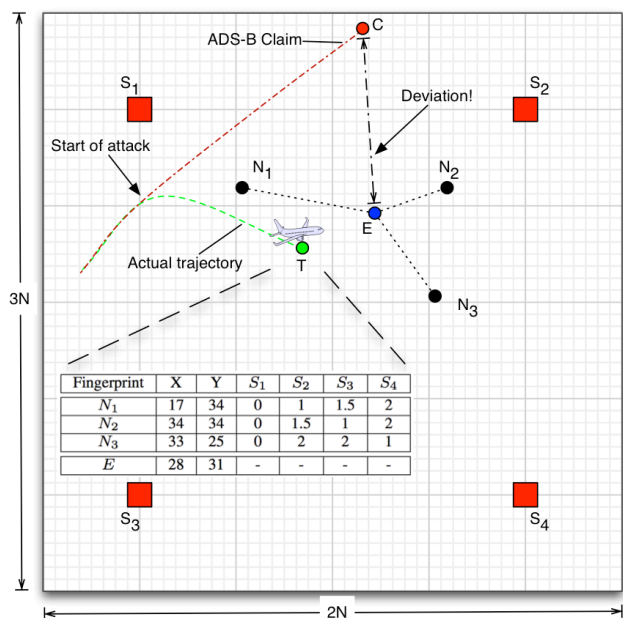 C
ADS-B Claim
S1
S2
Deviation!
Start of attack
N1
N2
E
Actual trajectory
T
N3
3N
Fingerprint X Y S1 S2 S3 S4
N1 17 34 0 1 1.5 2
N2 34 34 0 1.5 1 2
N3 33 25 0 2 2 1
E 28 31 - - - -
S3
S4
2N